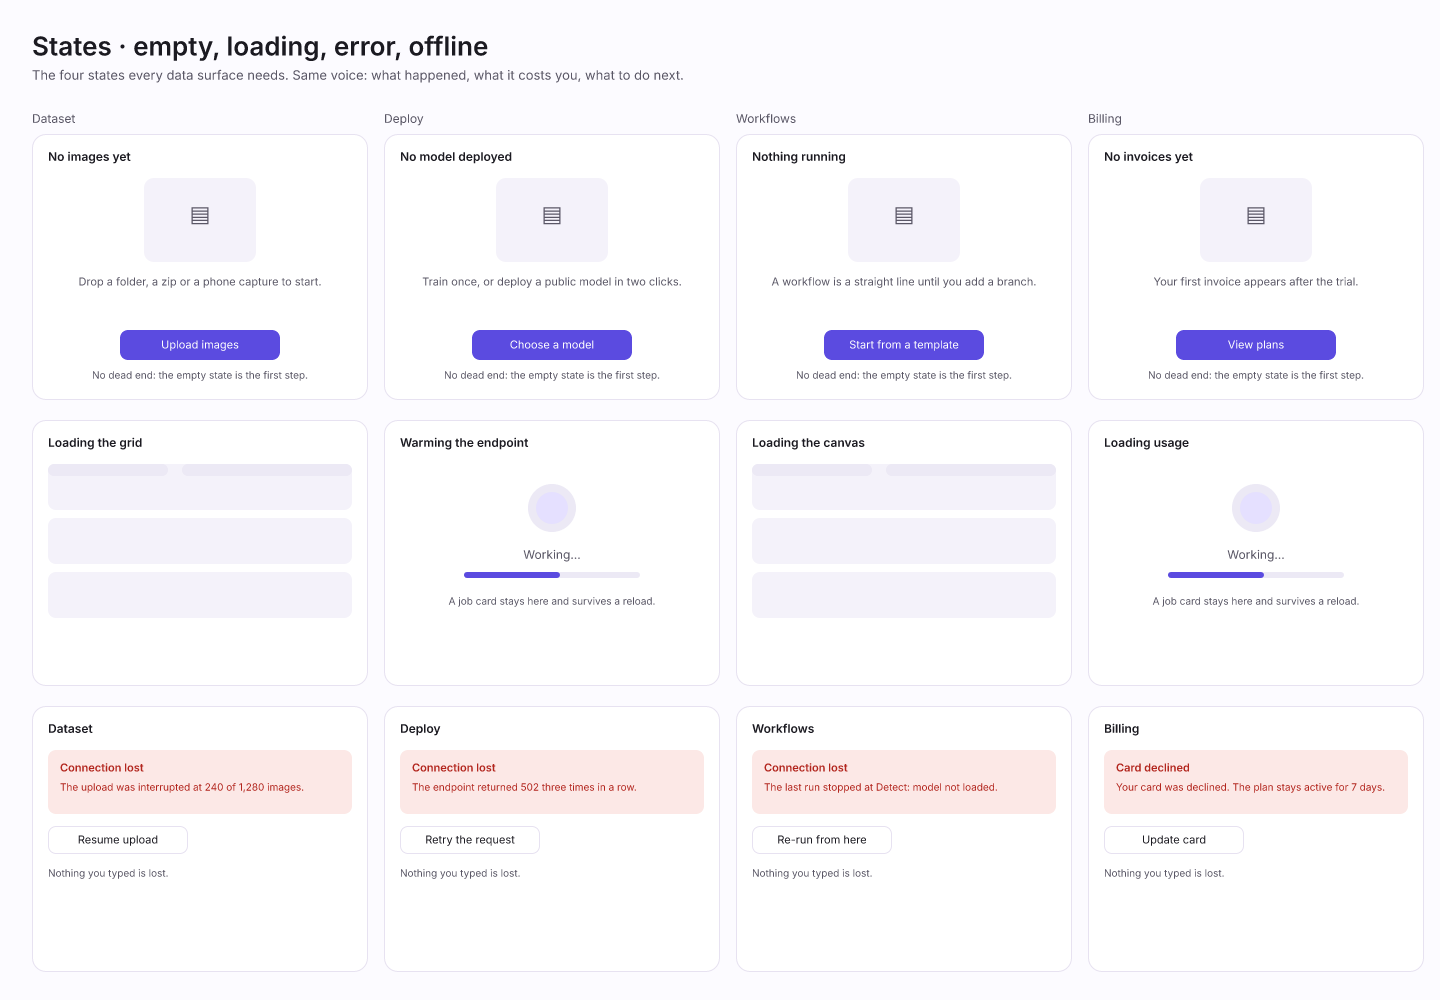 States · empty, loading, error, offline
The four states every data surface needs. Same voice: what happened, what it costs you, what to do next.
Dataset
Deploy
Workflows
Billing
No images yet
Drop a folder, a zip or a phone capture to start.
Upload images
No dead end: the empty state is the first step.
No model deployed
Train once, or deploy a public model in two clicks.
Choose a model
No dead end: the empty state is the first step.
Nothing running
A workflow is a straight line until you add a branch.
Start from a template
No dead end: the empty state is the first step.
No invoices yet
Your first invoice appears after the trial.
View plans
No dead end: the empty state is the first step.
Loading the grid
Warming the endpoint
Working...
A job card stays here and survives a reload.
Loading the canvas
Loading usage
Working...
A job card stays here and survives a reload.
Dataset
Connection lost
The upload was interrupted at 240 of 1,280 images.
Resume upload
Nothing you typed is lost.
Deploy
Connection lost
The endpoint returned 502 three times in a row.
Retry the request
Nothing you typed is lost.
Workflows
Connection lost
The last run stopped at Detect: model not loaded.
Re-run from here
Nothing you typed is lost.
Billing
Card declined
Your card was declined. The plan stays active for 7 days.
Update card
Nothing you typed is lost.